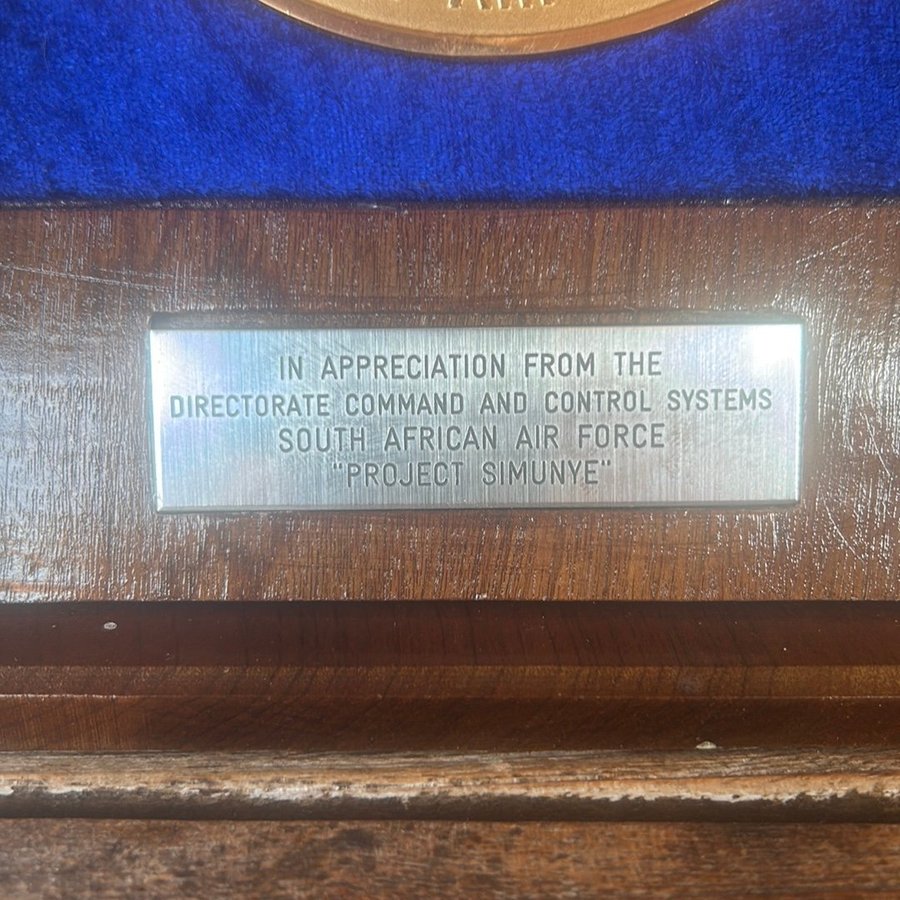 IN APPRECIATION FROM THE
DIRECTORATE COMMAND AND CONTROL SYSTEMS
SOUTH AFRICAN AIR FORCE
"PROJECT SIMUNYE"